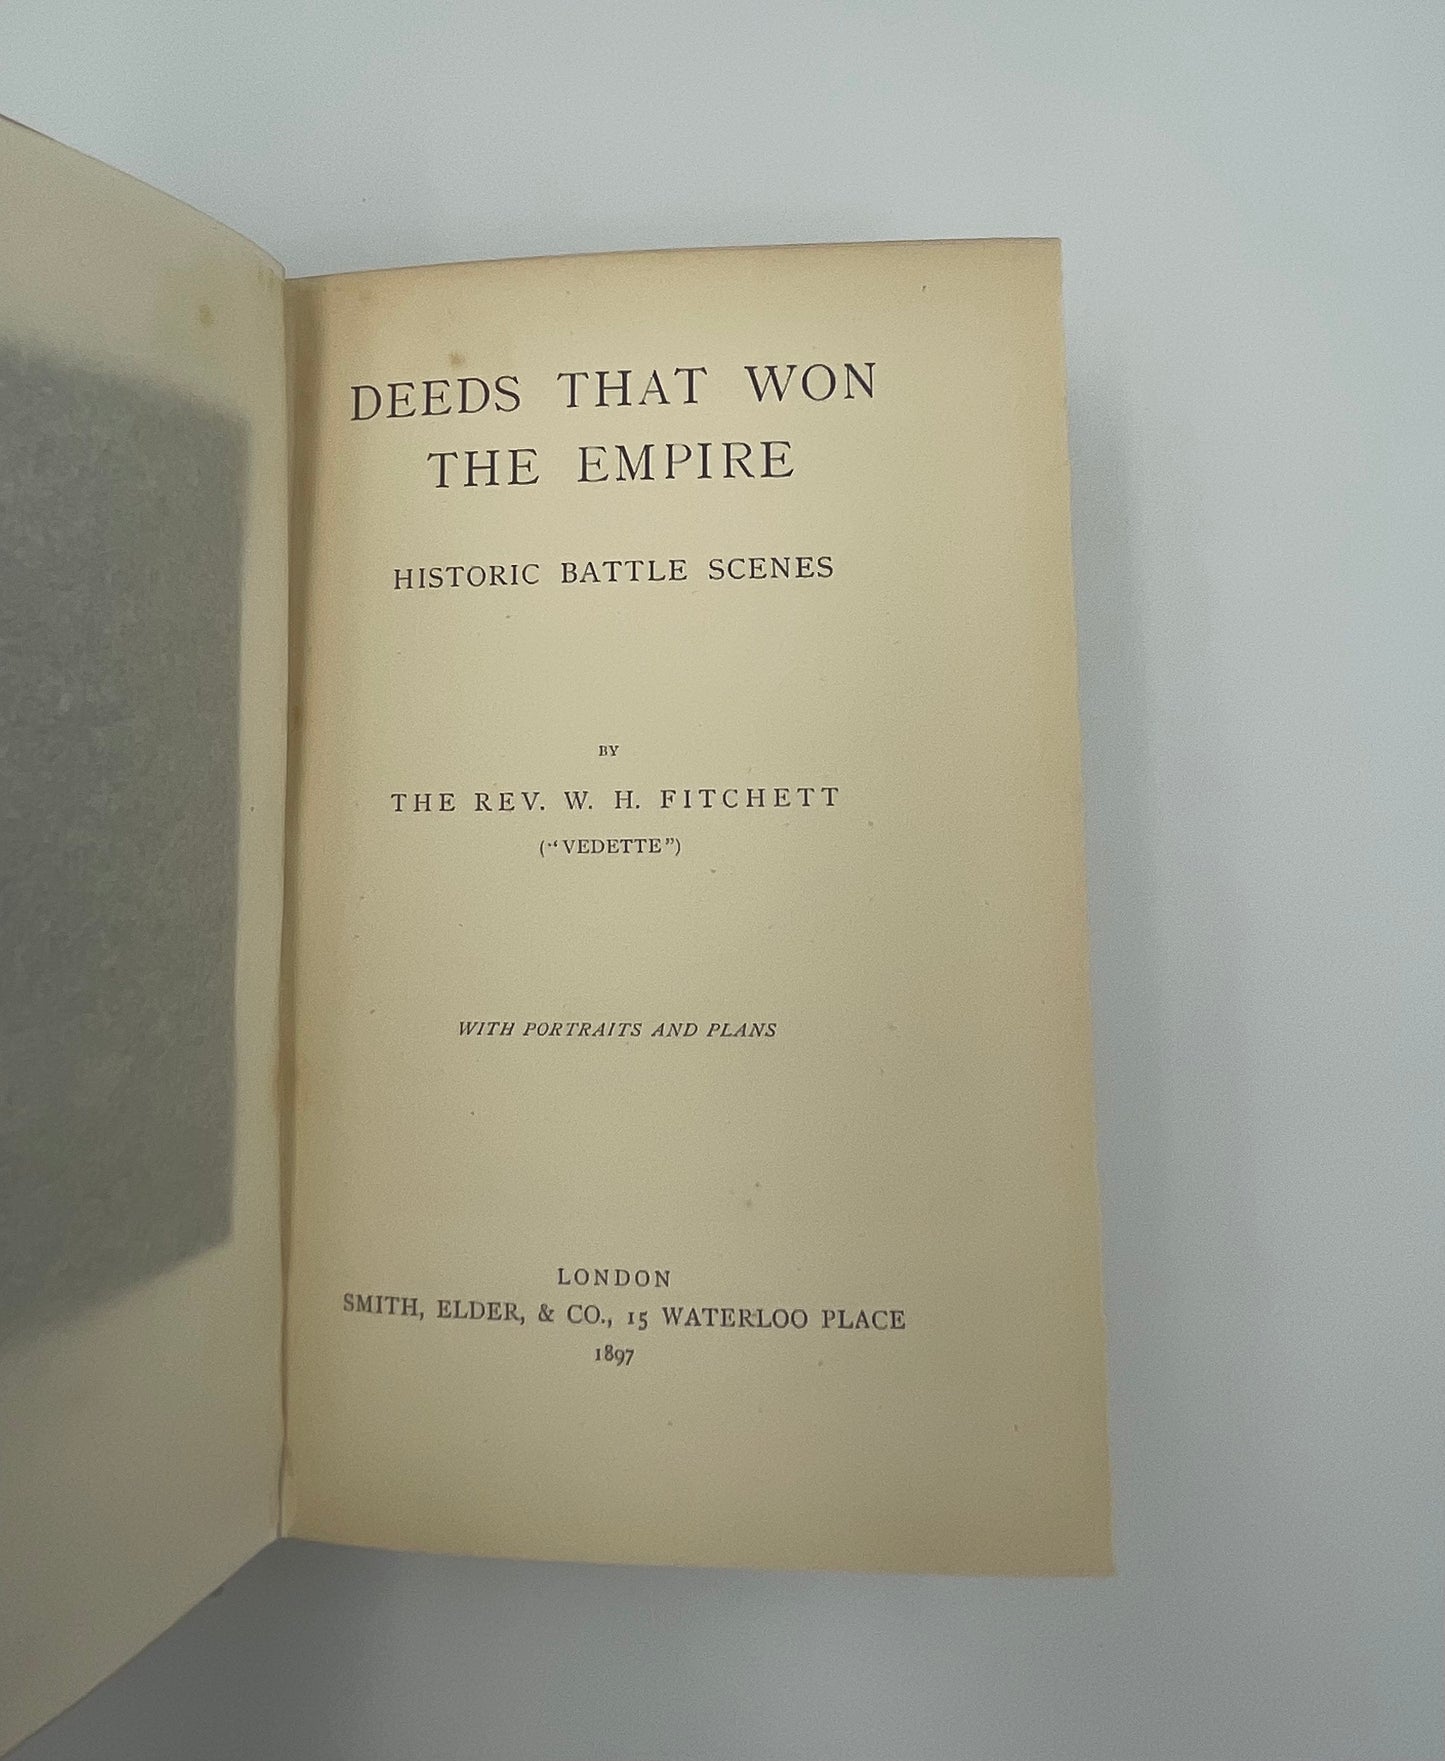 DEEDS THAT WON
THE EMPIRE
HISTORIC BATTLE SCENES
BY
THE REV. W. H. FITCHETT
(“VEDETTE”)
WITH PORTRAITS AND PLANS
LONDON
SMITH, ELDER, & CO., 15 WATERLOO PLACE
1897